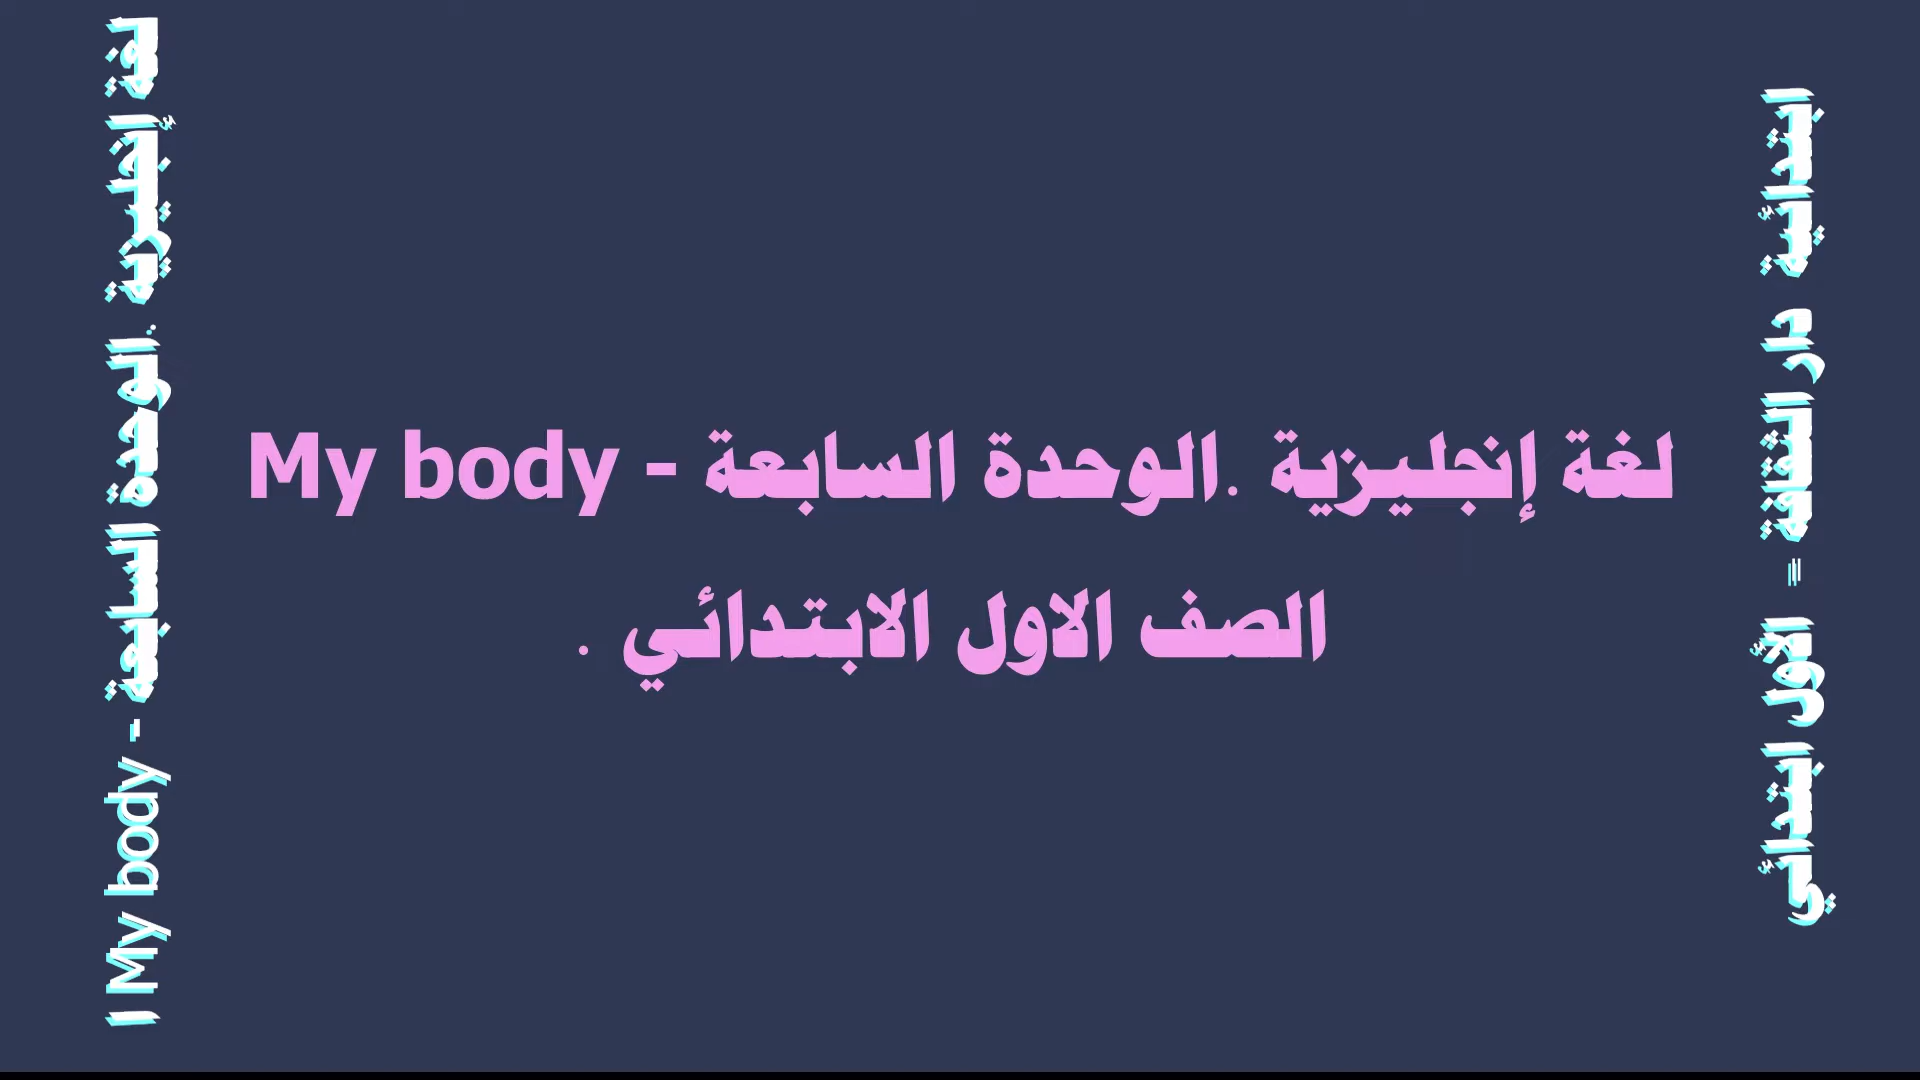 لغة إنجليزية .الوحدة السابعة - My body
الصف الاول الابتدائي .
ابتدائية دار الثقافة = الأول ابتدائي
لغة إنجليزية .الوحدة السابعة - My body ا